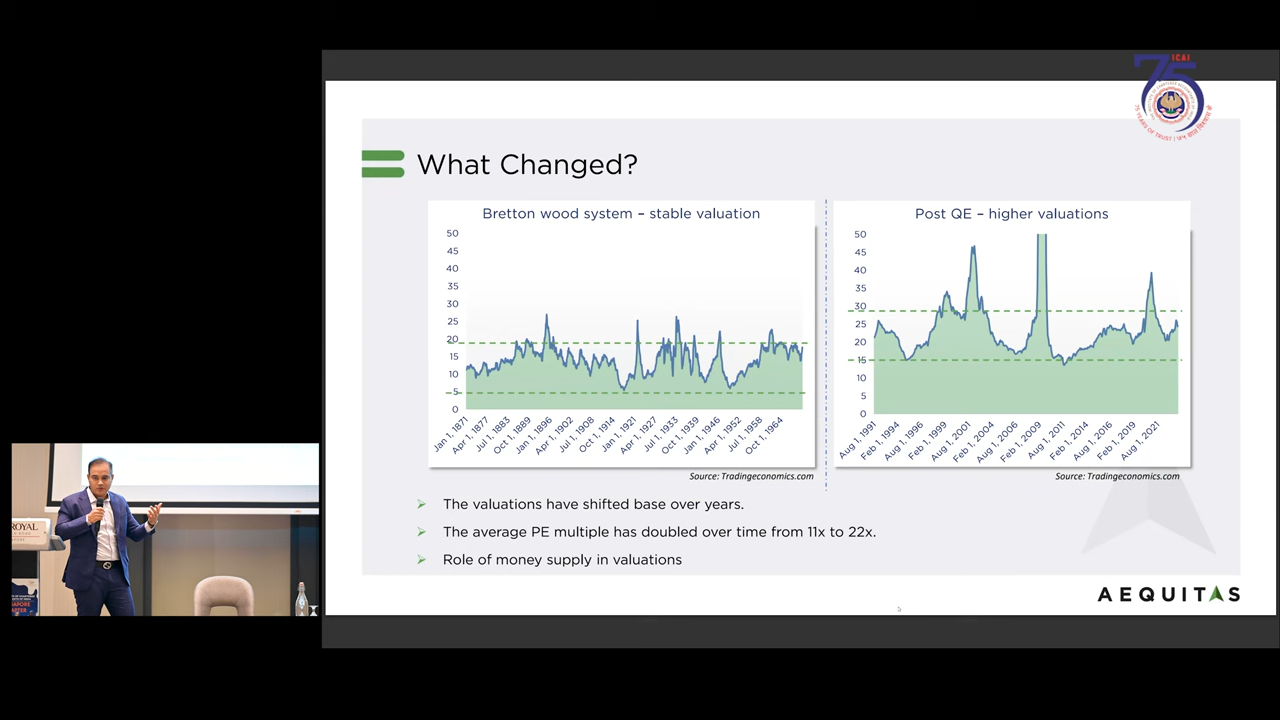 75
ICAI
75 YEARS OF TRUST
What Changed?
Bretton wood system – stable valuation
50
45
40
35
30
25
20
15
10
5
0
Jan 1, 1871
Apr 1, 1877
Jul 1, 1883
Oct 1, 1889
Jan 1, 1896
Apr 1, 1902
Jul 1, 1908
Oct 1, 1914
Jan 1, 1921
Apr 1, 1927
Jul 1, 1933
Oct 1, 1939
Jan 1, 1946
Apr 1, 1952
Jul 1, 1958
Oct 1, 1964
Source: Tradingeconomics.com
Post QE – higher valuations
50
45
40
35
30
25
20
15
10
5
0
Aug 1, 1991
Feb 1, 1994
Aug 1, 1996
Feb 1, 1999
Aug 1, 2001
Feb 1, 2004
Aug 1, 2006
Feb 1, 2009
Aug 1, 2011
Feb 1, 2014
Aug 1, 2016
Feb 1, 2019
Aug 1, 2021
Source: Tradingeconomics.com
The valuations have shifted base over years.
The average PE multiple has doubled over time from 11x to 22x.
Role of money supply in valuations
AEQUITAS
ROYAL